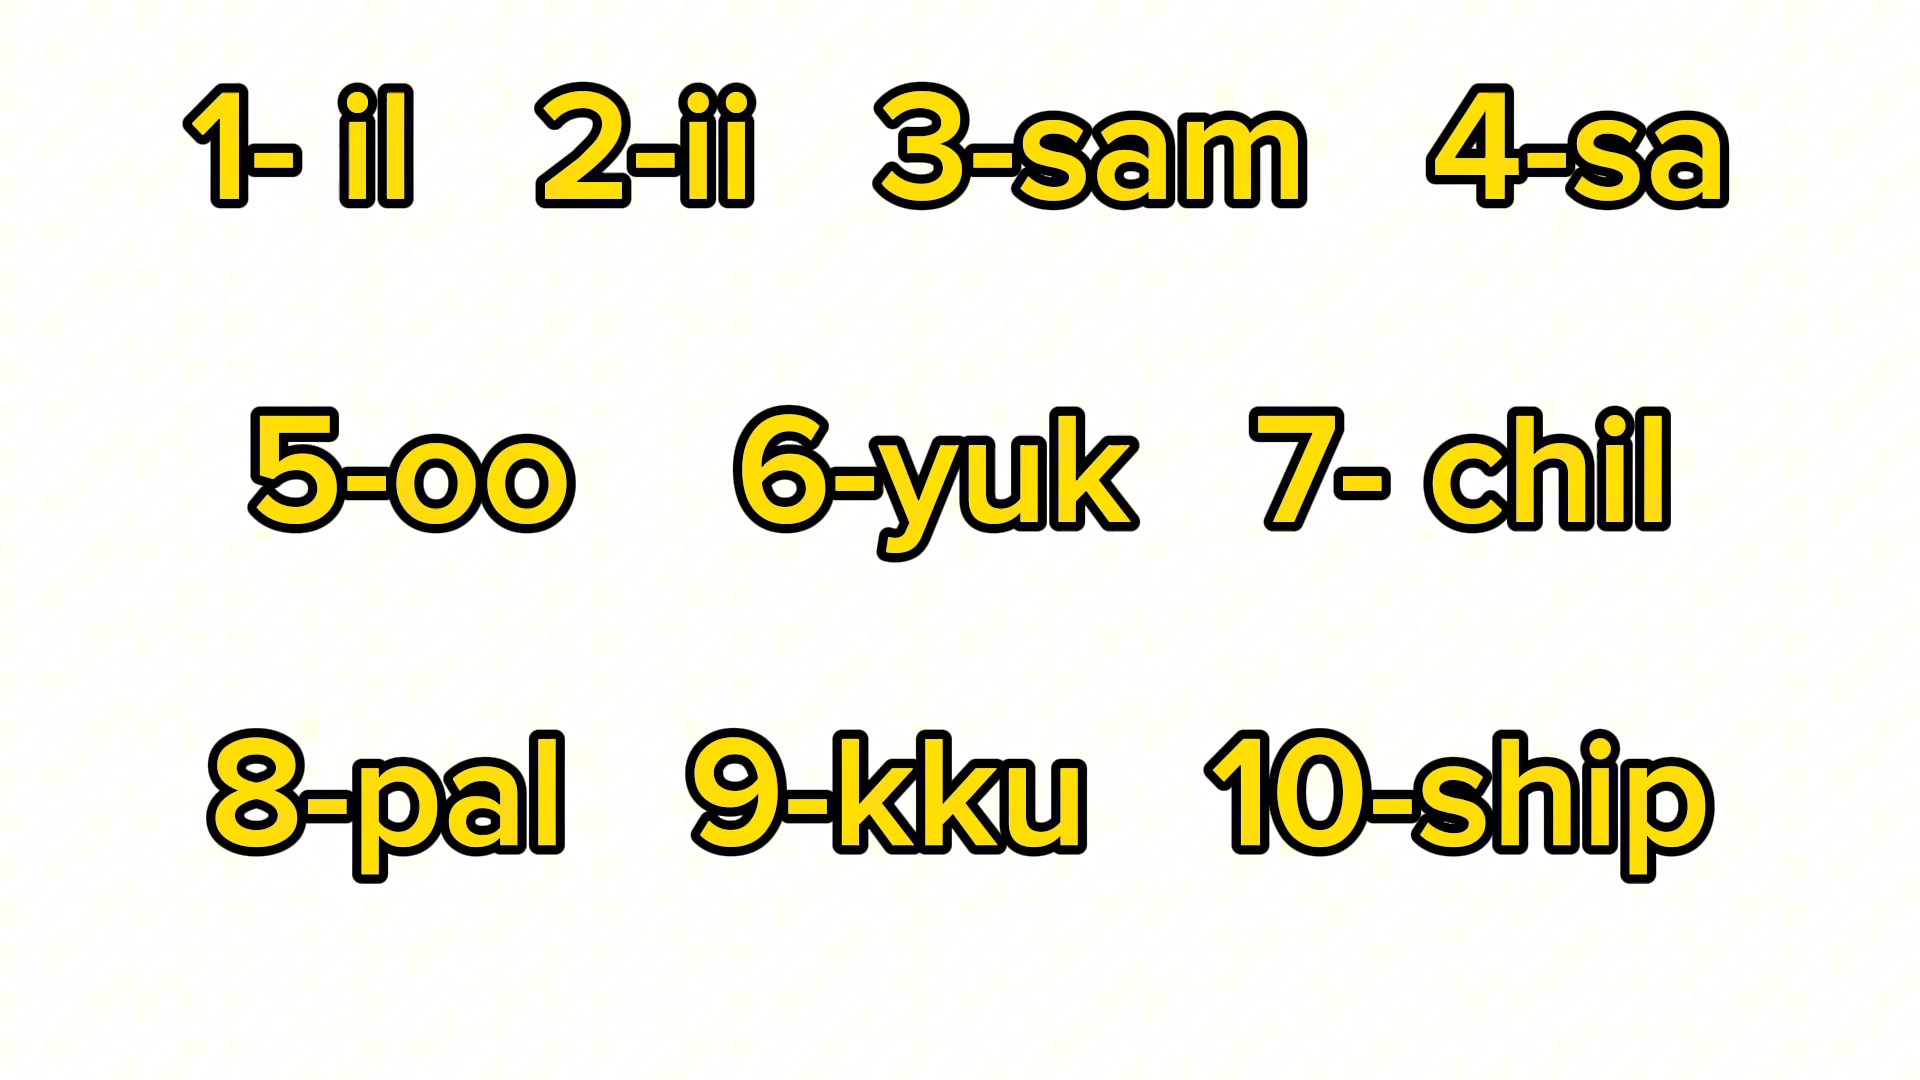 1- il 2-ii 3-sam 4-sa
5-oo 6-yuk 7- chil
8-pal 9-kku 10-ship